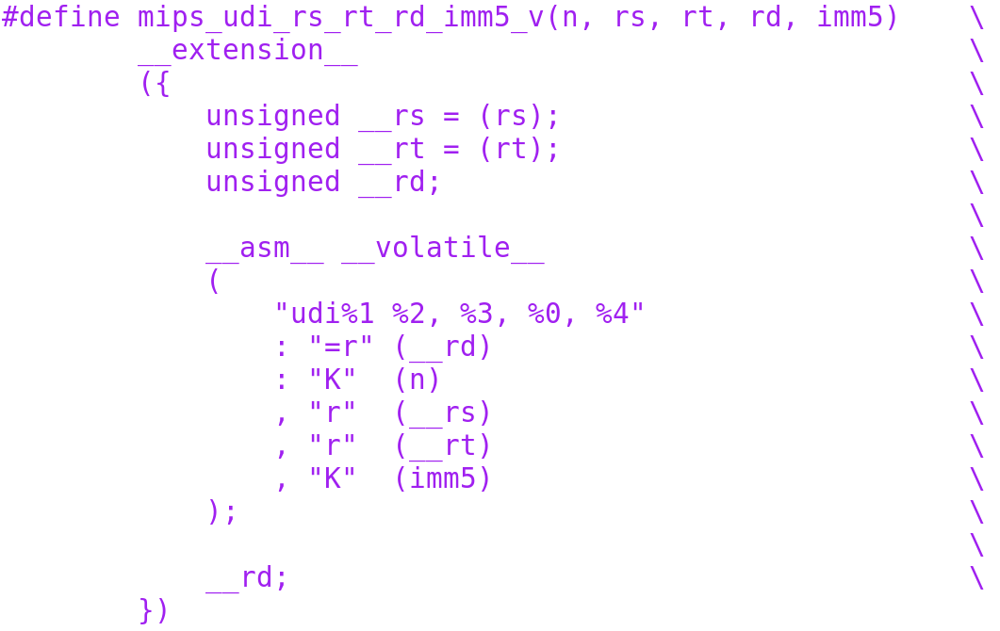 #define mips_udi_rs_rt_rd_imm5_v(n, rs, rt, rd, imm5)    \
        __extension__                                    \
        ({                                               \
            unsigned __rs = (rs);                        \
            unsigned __rt = (rt);                        \
            unsigned __rd;                               \
                                                         \
            __asm__ __volatile__                         \
            (                                            \
                "udi%1 %2, %3, %0, %4"                   \
                : "=r" (__rd)                            \
                : "K"  (n)                               \
                , "r"  (__rs)                            \
                , "r"  (__rt)                            \
                , "K"  (imm5)                            \
            );                                           \
                                                         \
            __rd;                                        \
        })